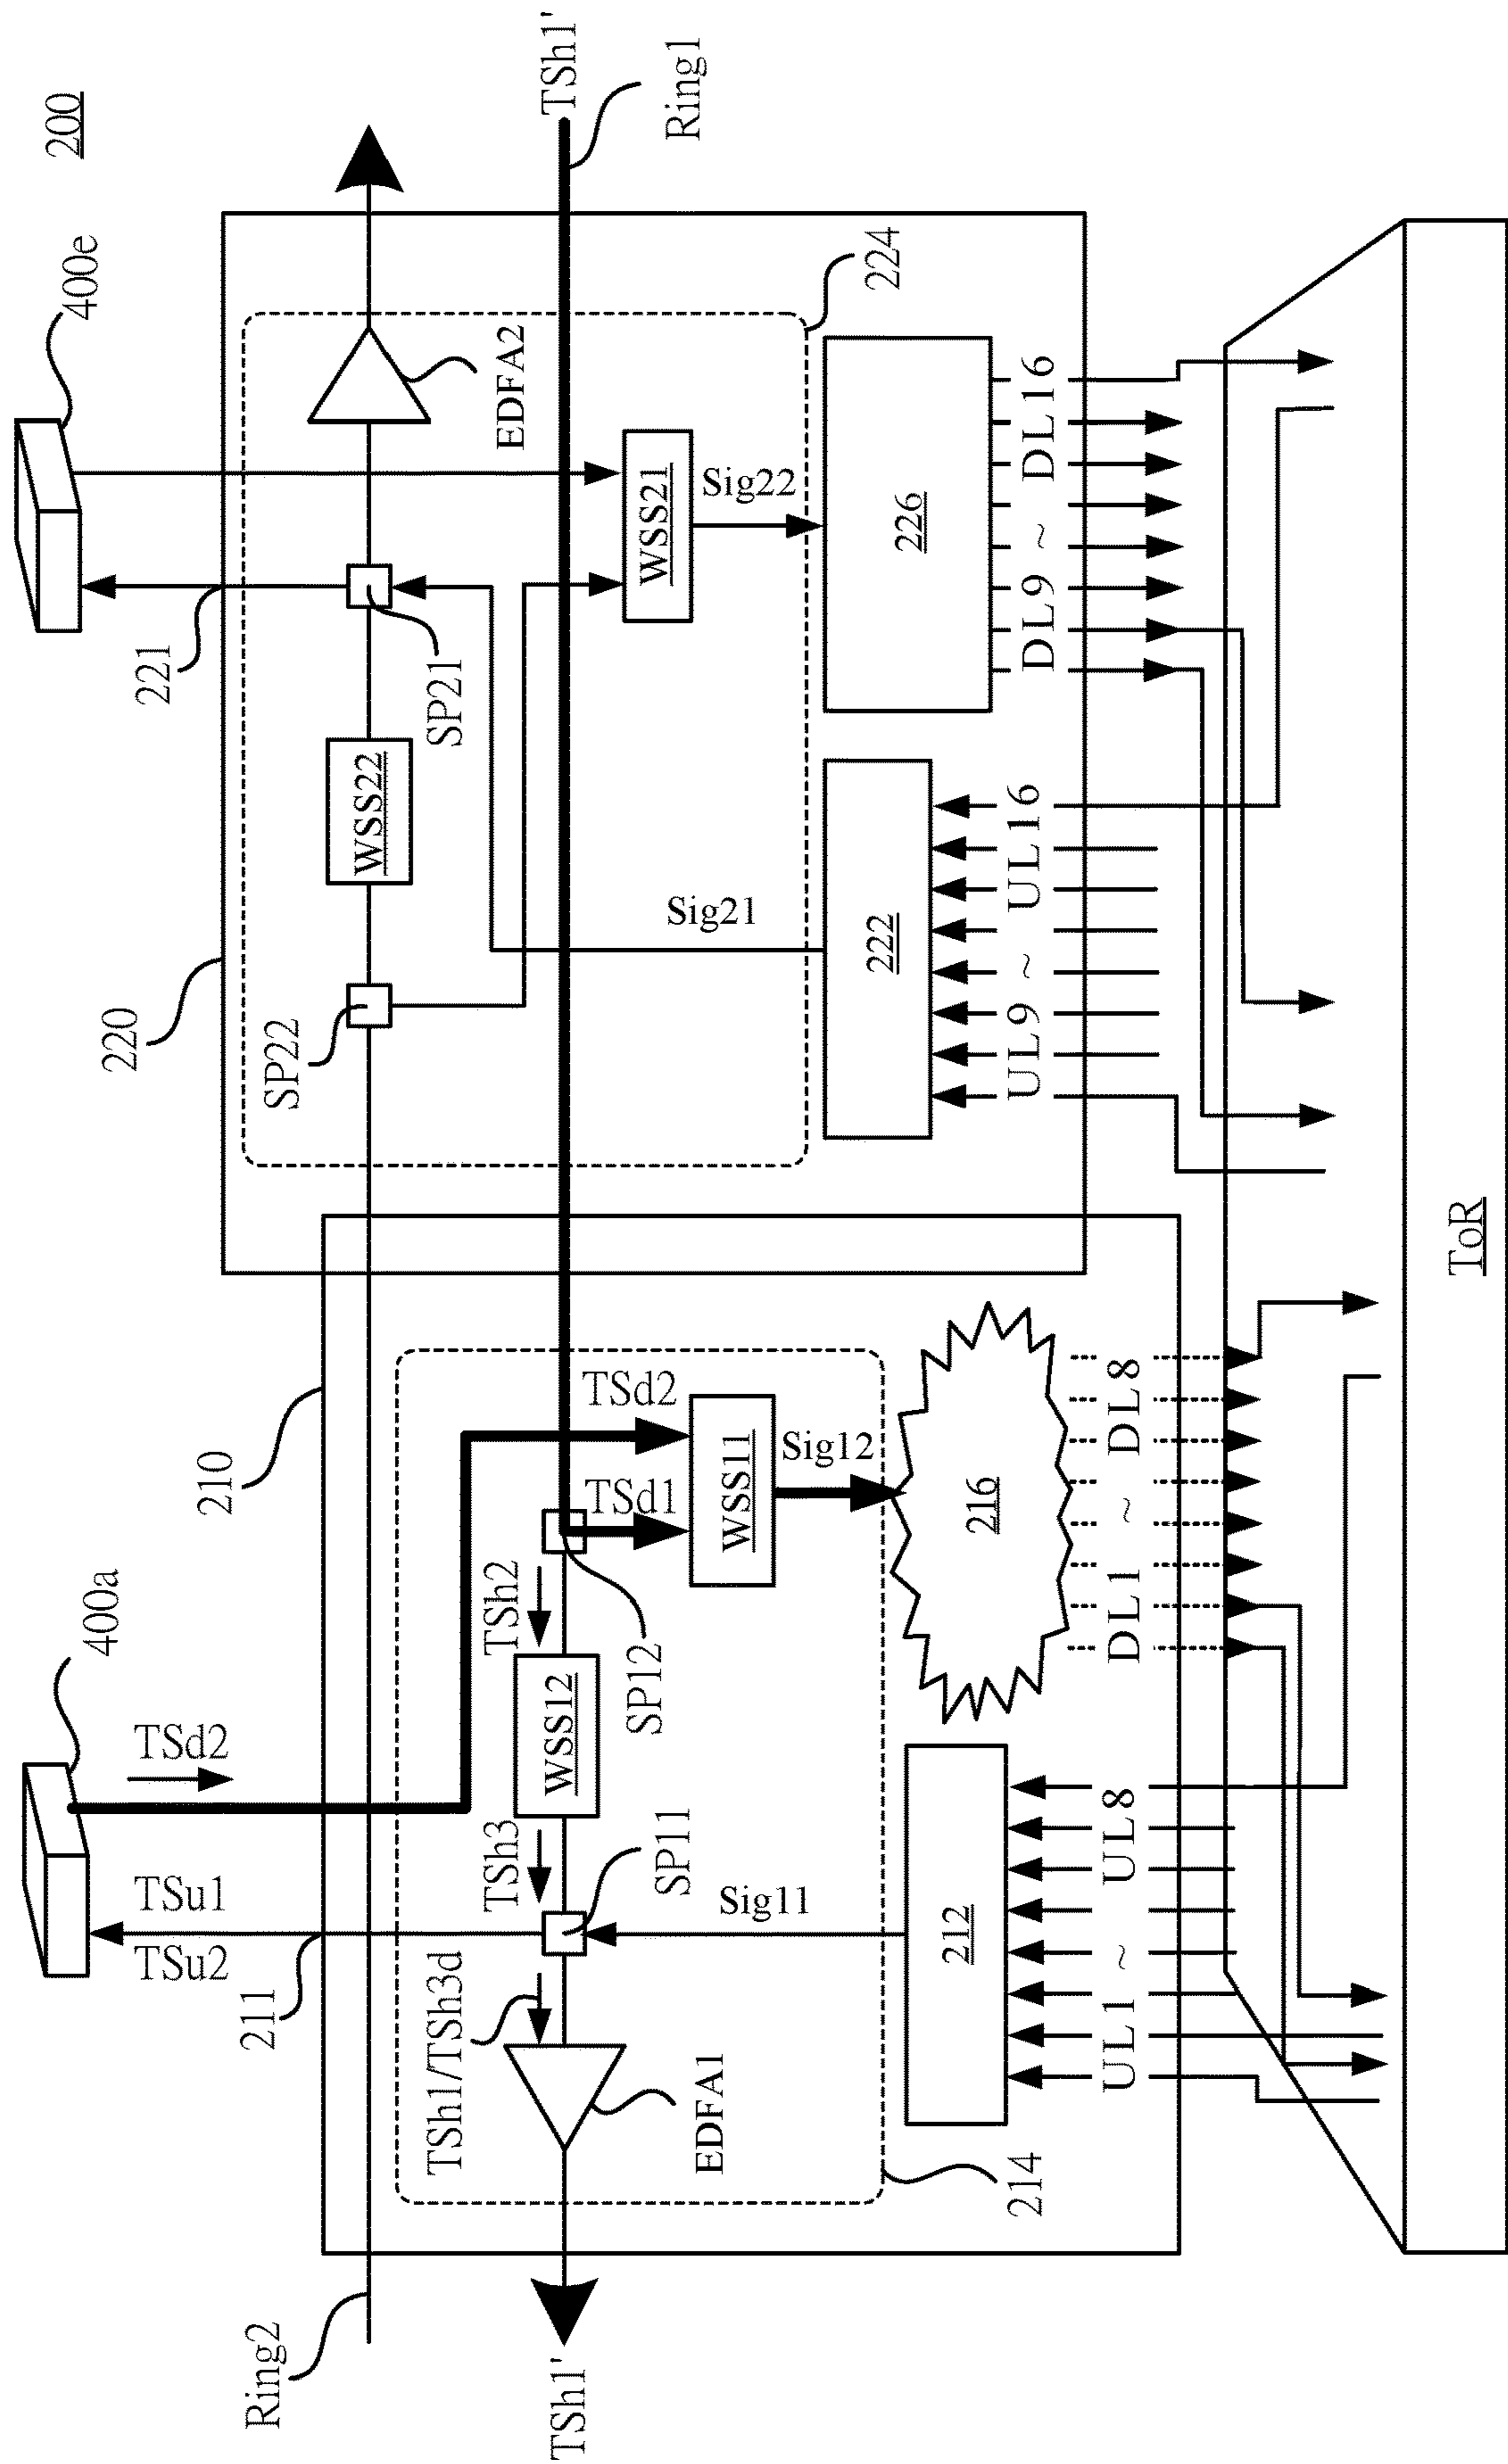 200
400a
400e
TSd2
TSu1
TSu2
211
221
210
220
Ring2
SP22
WSS22
SP21
EDFA2
TSh1'
Ring1
TSh1'
TSh1/TSh3d
EDFA1
TSh3
SP11
WSS12
TSh2
SP12
TSd1
TSd2
WSS11
Sig12
Sig11
WSS21
Sig22
Sig21
224
214
212
216
222
226
UL1 ~ UL8
DL1 ~ DL8
UL9 ~ UL16
DL9 ~ DL16
ToR